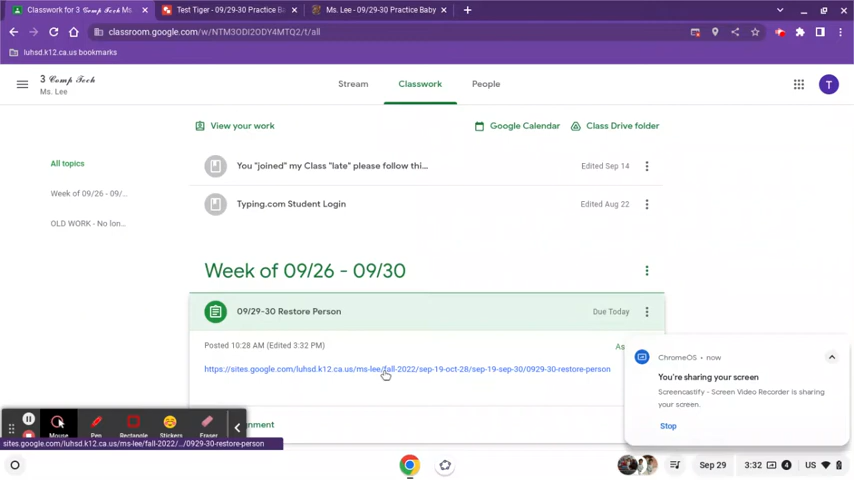 Classwork for 3 𝒞𝑜𝓂𝓅 𝒯𝑒𝒸𝒽 Ms.
Test Tiger - 09/29-30 Practice Ba
Ms. Lee - 09/30 Practice Baby
classroom.google.com/w/NTM3ODI2ODY4MTQ2/t/all
luhsd.k12.ca.us bookmarks
3 𝒞𝑜𝓂𝓅 𝒯𝑒𝒸𝒽
Ms. Lee
Stream
Classwork
People
T
View your work
Google Calendar
Class Drive folder
All topics
Week of 09/26 - 09/...
OLD WORK - No lon...
You "joined" my Class "late" please follow thi...
Edited Sep 14
Typing.com Student Login
Edited Aug 22
Week of 09/26 - 09/30
09/29-30 Restore Person
Due Today
Posted 10:28 AM (Edited 3:32 PM)
As
https://sites.google.com/luhsd.k12.ca.us/ms-lee/fall-2022/sep-19-oct-28/sep-19-sep-30/0929-30-restore-person
ChromeOS • now
You're sharing your screen
Screencastify - Screen Video Recorder is sharing
your screen.
Stop
Mouse
Pen
Rectangle
Stickers
Eraser
nment
sites.google.com/luhsd.k12.ca.us/ms-lee/fall-2022/.../0929-30-restore-person
Sep 29
3:32
4
US